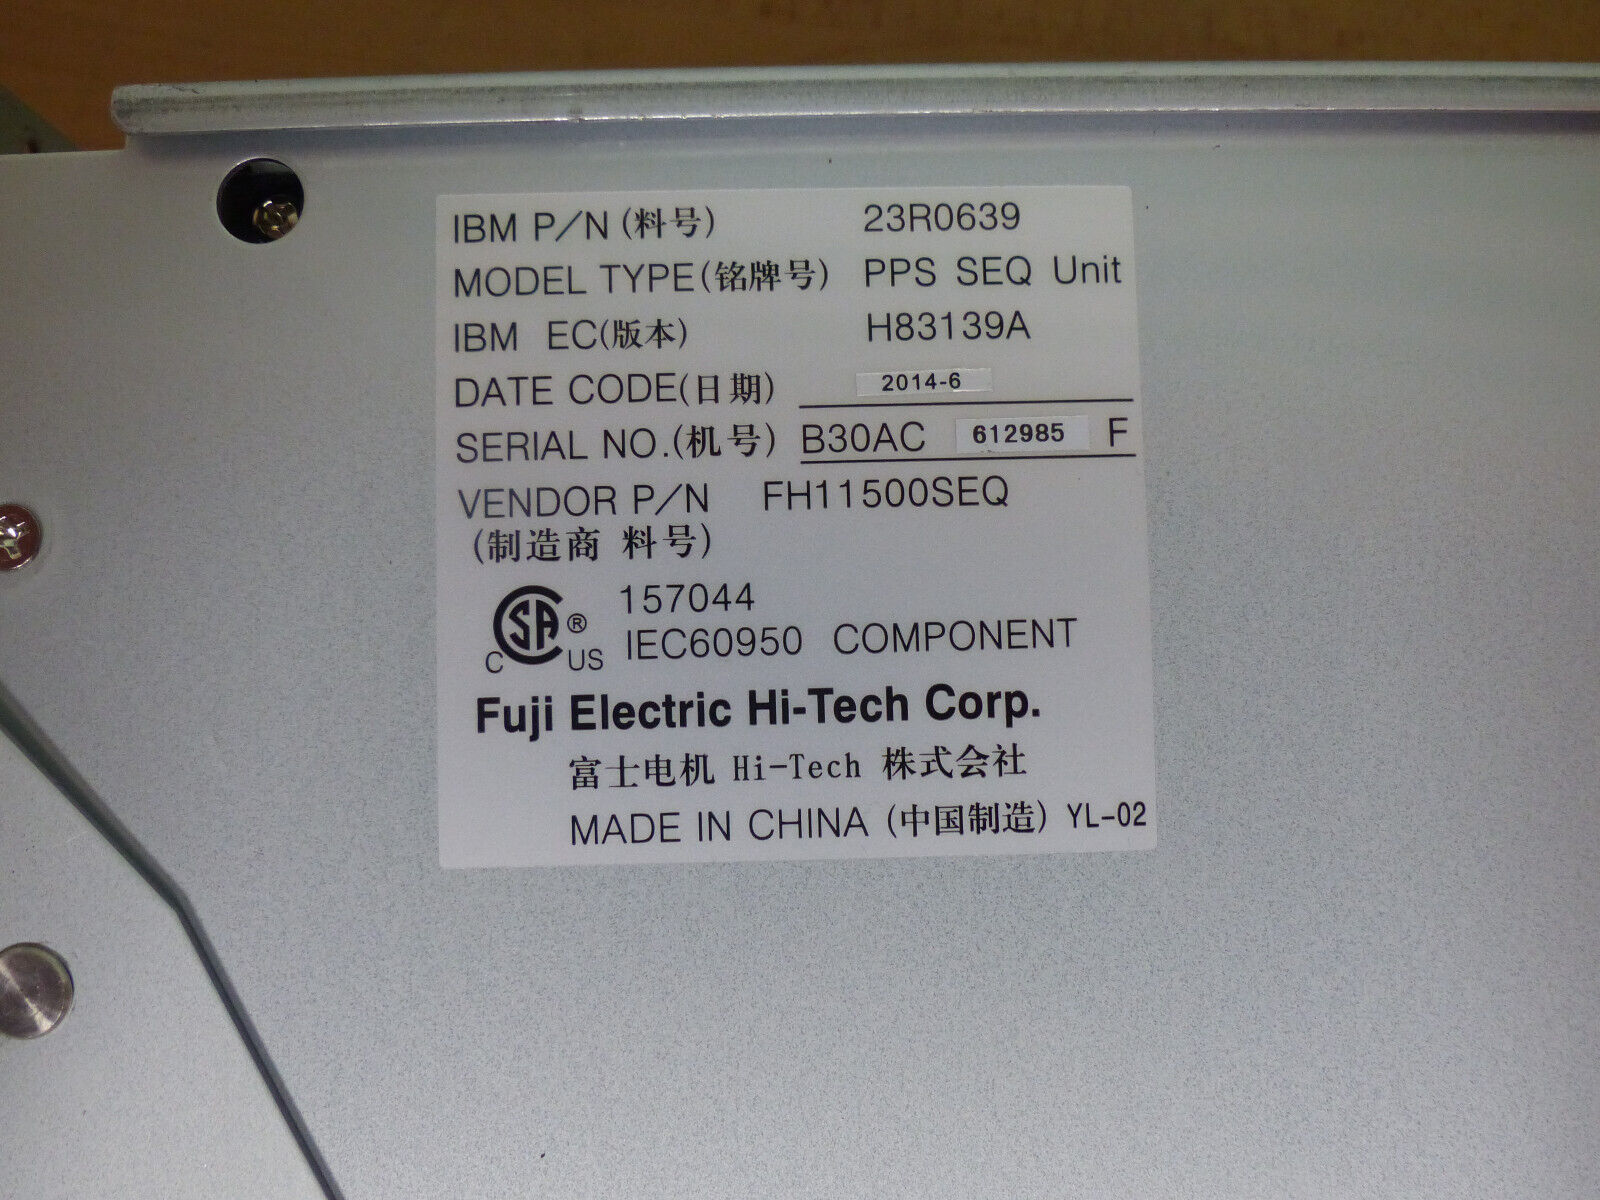 IBM P/N (料号) 23R0639
MODEL TYPE(铭牌号) PPS SEQ Unit
IBM EC(版本) H83139A
DATE CODE(日期) 2014-6
SERIAL NO.(机号) B30AC 612985 F
VENDOR P/N FH11500SEQ
(制造商 料号)
CSA ® 157044
C US IEC60950 COMPONENT
Fuji Electric Hi-Tech Corp.
富士电机 Hi-Tech 株式会社
MADE IN CHINA (中国制造) YL-02